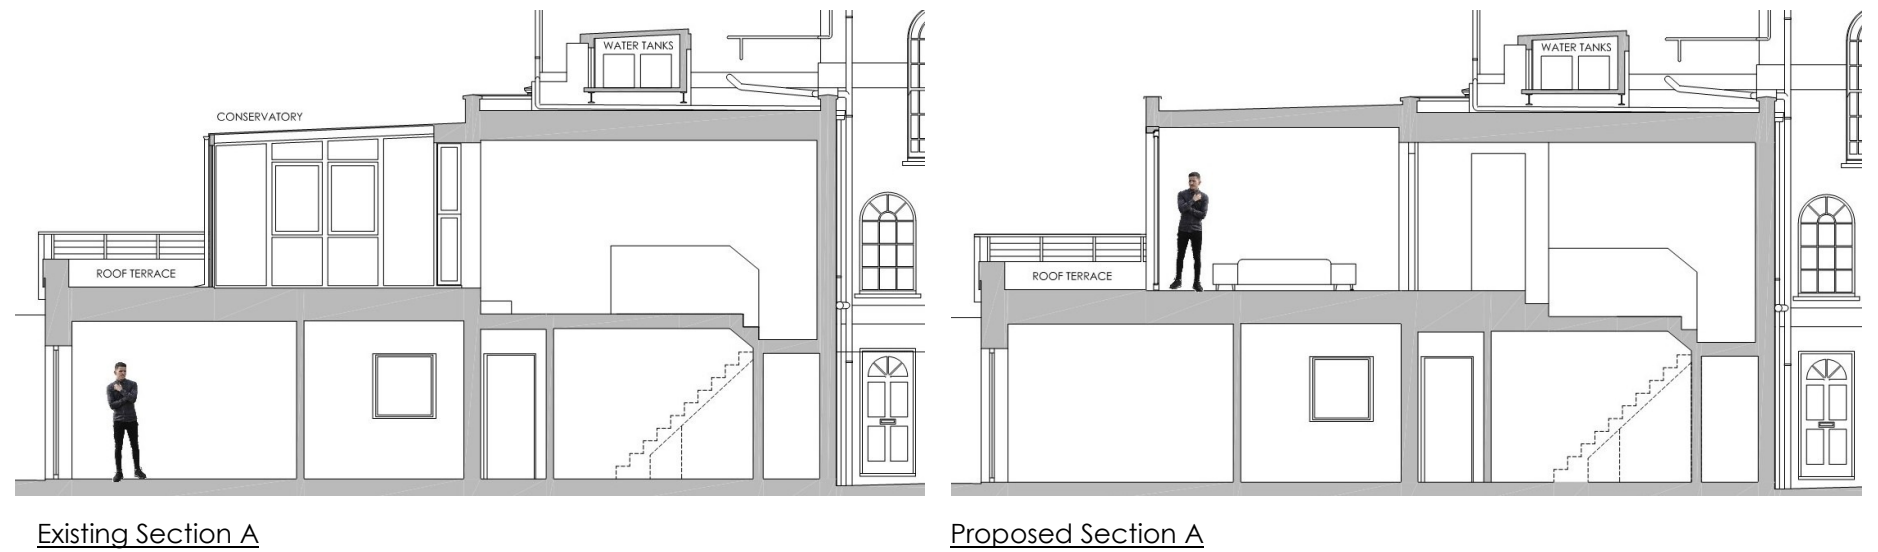 WATER TANKS
CONSERVATORY
ROOF TERRACE
Existing Section A
WATER TANKS
ROOF TERRACE
Proposed Section A